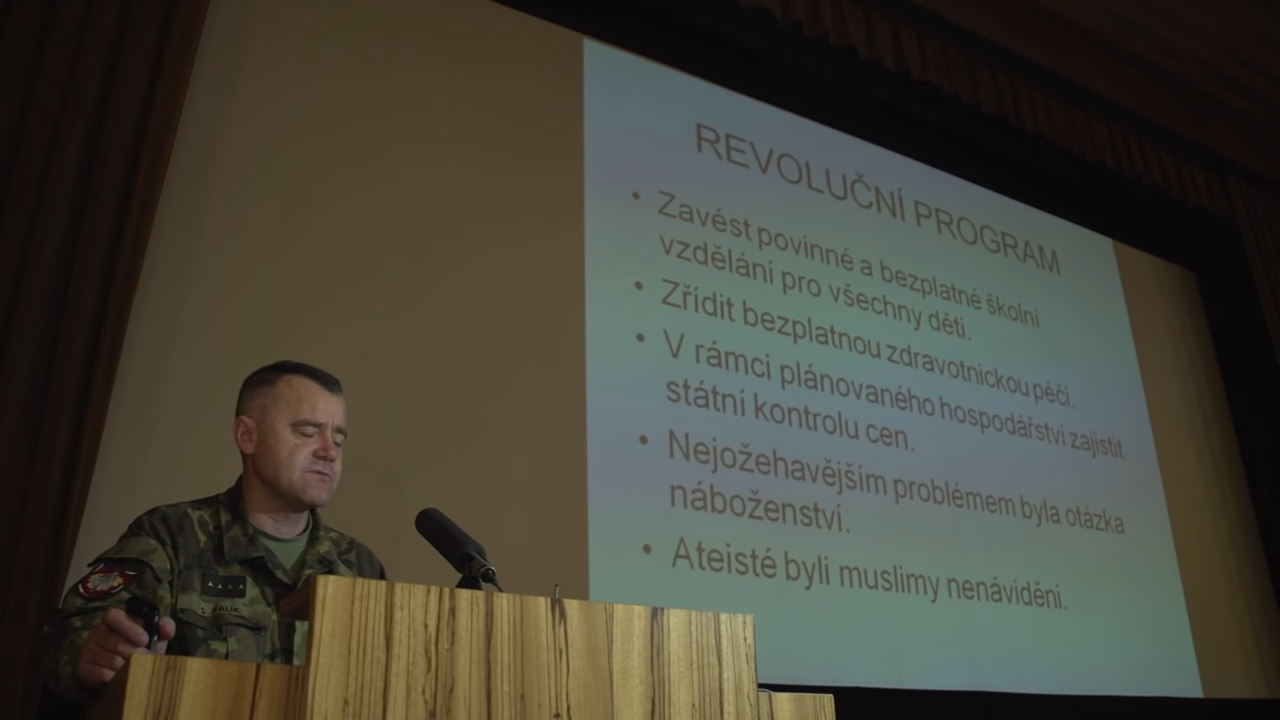 REVOLUČNÍ PROGRAM
• Zavést povinné a bezplatné školní
vzdělání pro všechny děti.
• Zřídit bezplatnou zdravotnickou péči.
• V rámci plánovaného hospodářství zajistit
státní kontrolu cen.
• Nejožehavějším problémem byla otázka
náboženství.
• Ateisté byli muslimy nenáviděni.